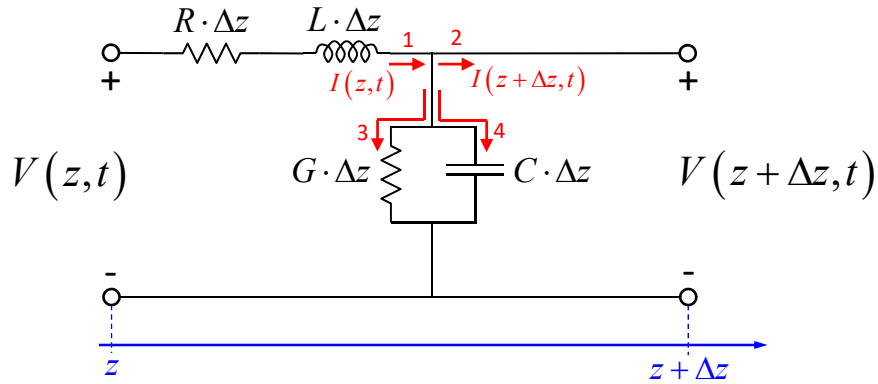 R · Δz
L · Δz
1
2
+
I(z,t)
I(z+Δz,t)
+
3
4
V(z,t)
G · Δz
C · Δz
V(z+Δz,t)
-
-
z
z+Δz